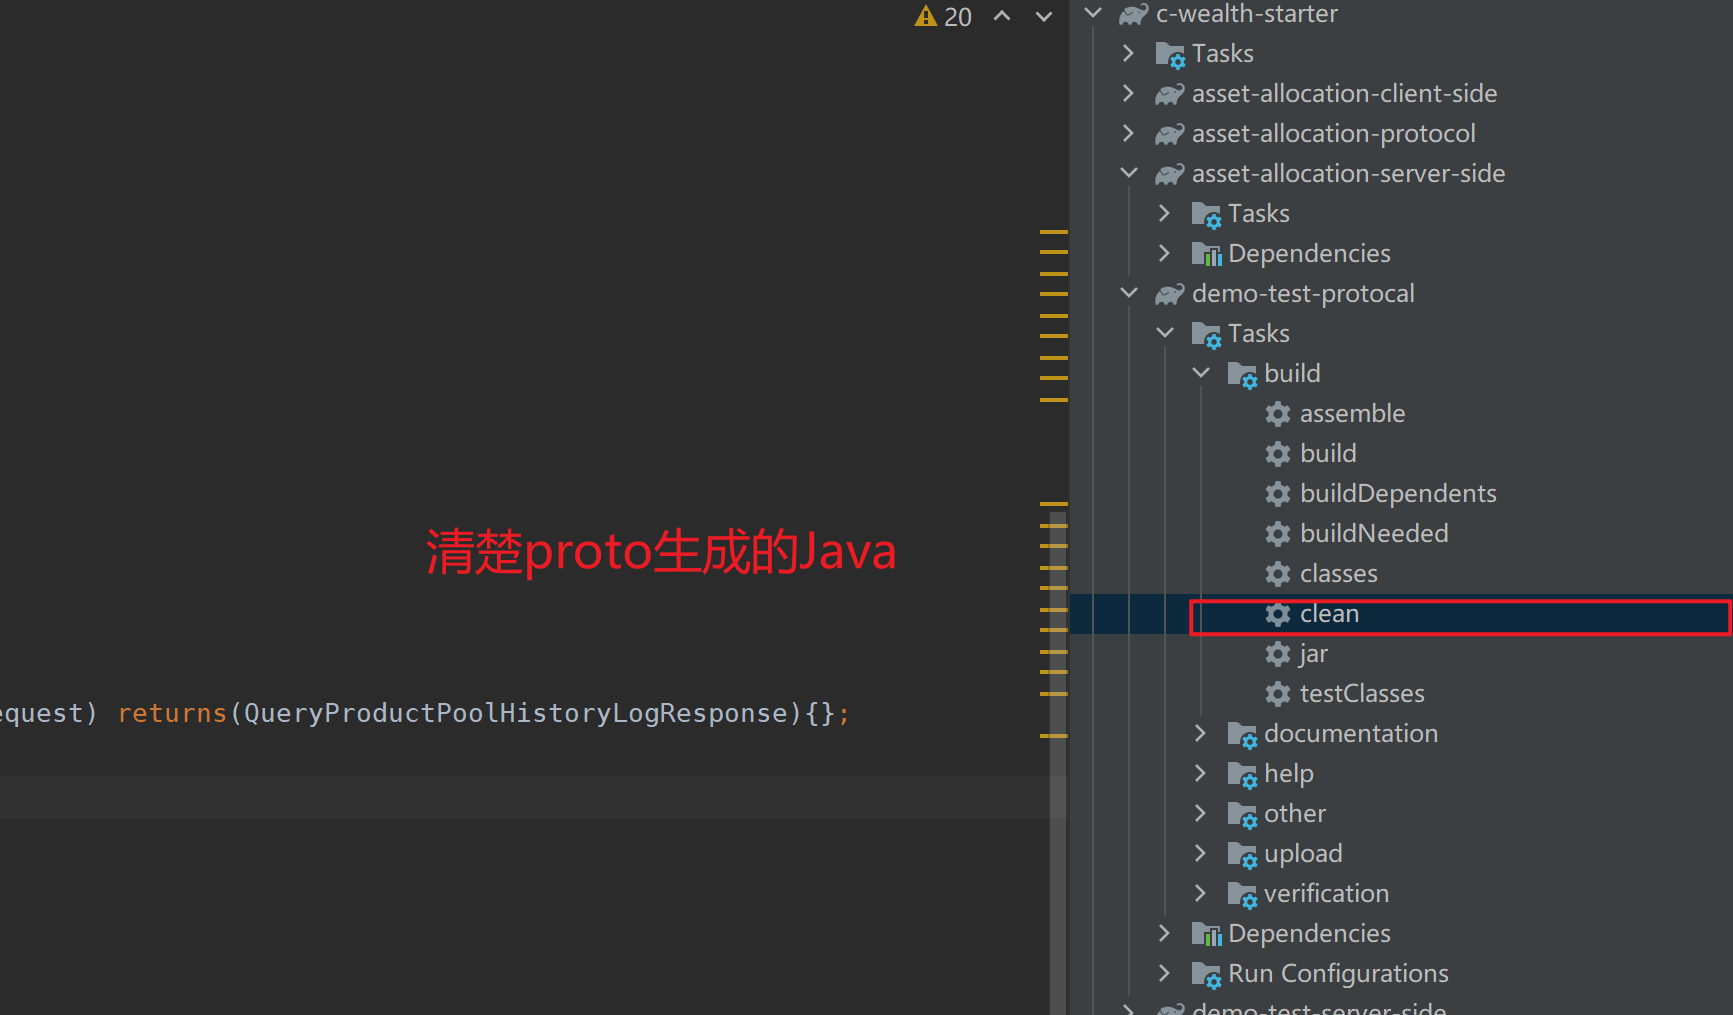 20
c-wealth-starter
Tasks
asset-allocation-client-side
asset-allocation-protocol
asset-allocation-server-side
Tasks
Dependencies
demo-test-protocal
Tasks
build
assemble
build
buildDependents
buildNeeded
classes
clean
jar
testClasses
documentation
help
other
upload
verification
Dependencies
Run Configurations
demo-test-server-side
清楚proto生成的Java
equest) returns(QueryProductPoolHistoryLogResponse){};